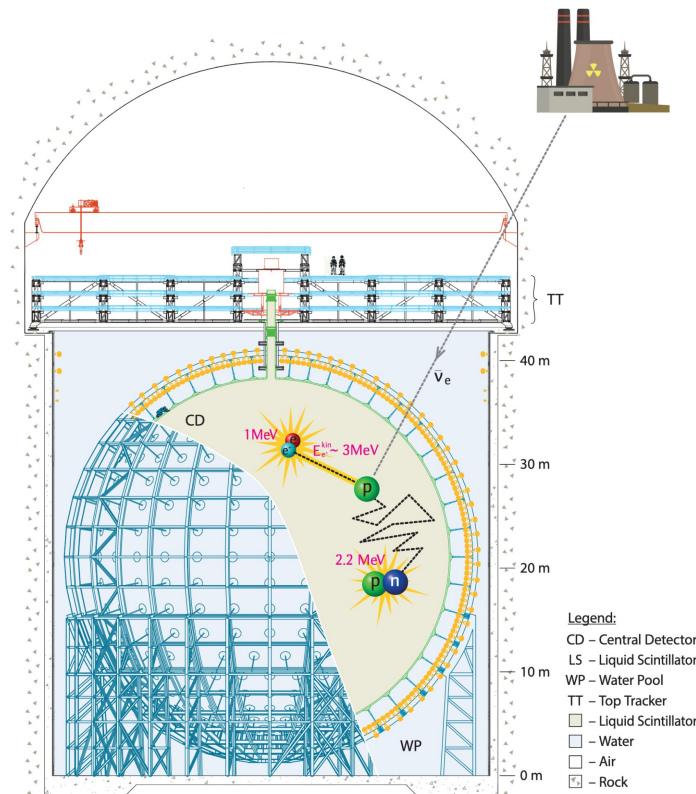 TT
40 m
ν̄e
CD
1MeV
e⁻
e⁺
E_e⁺^kin ~ 3MeV
p
30 m
2.2 MeV
p
n
20 m
Legend:
CD – Central Detector
LS – Liquid Scintillator
10 m
WP – Water Pool
TT – Top Tracker
– Liquid Scintillator
WP
– Water
– Air
0 m
– Rock